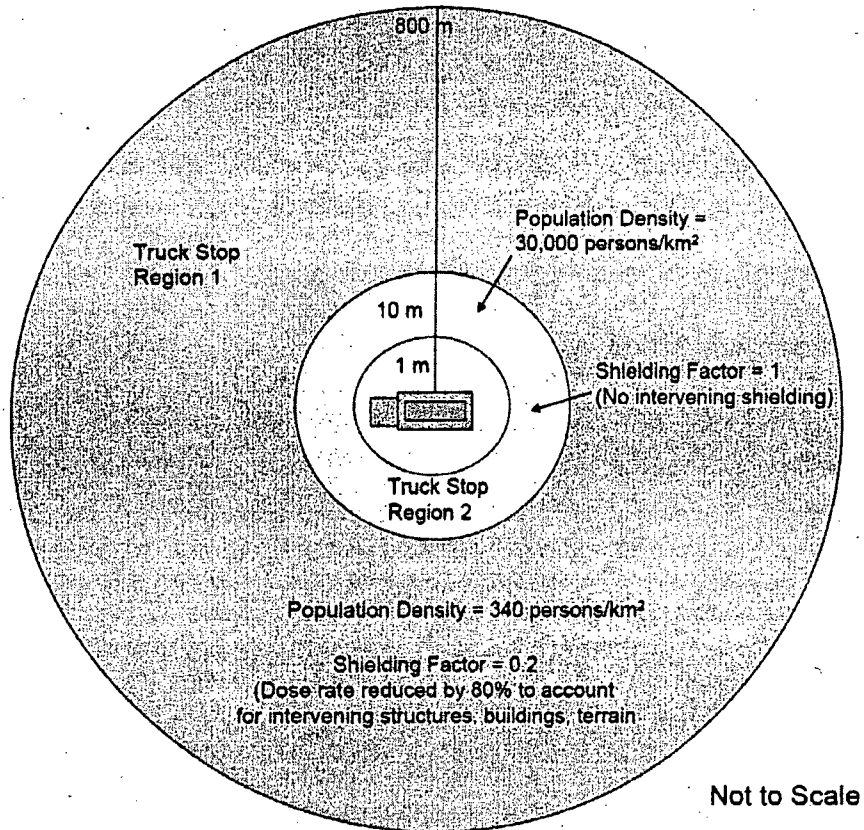 800 m
Population Density =
30,000 persons/km²
Truck Stop
Region 1
10 m
1 m
Shielding Factor = 1
(No intervening shielding)
Truck Stop
Region 2
Population Density = 340 persons/km²
Shielding Factor = 0.2
(Dose rate reduced by 80% to account
for intervening structures, buildings, terrain
Not to Scale